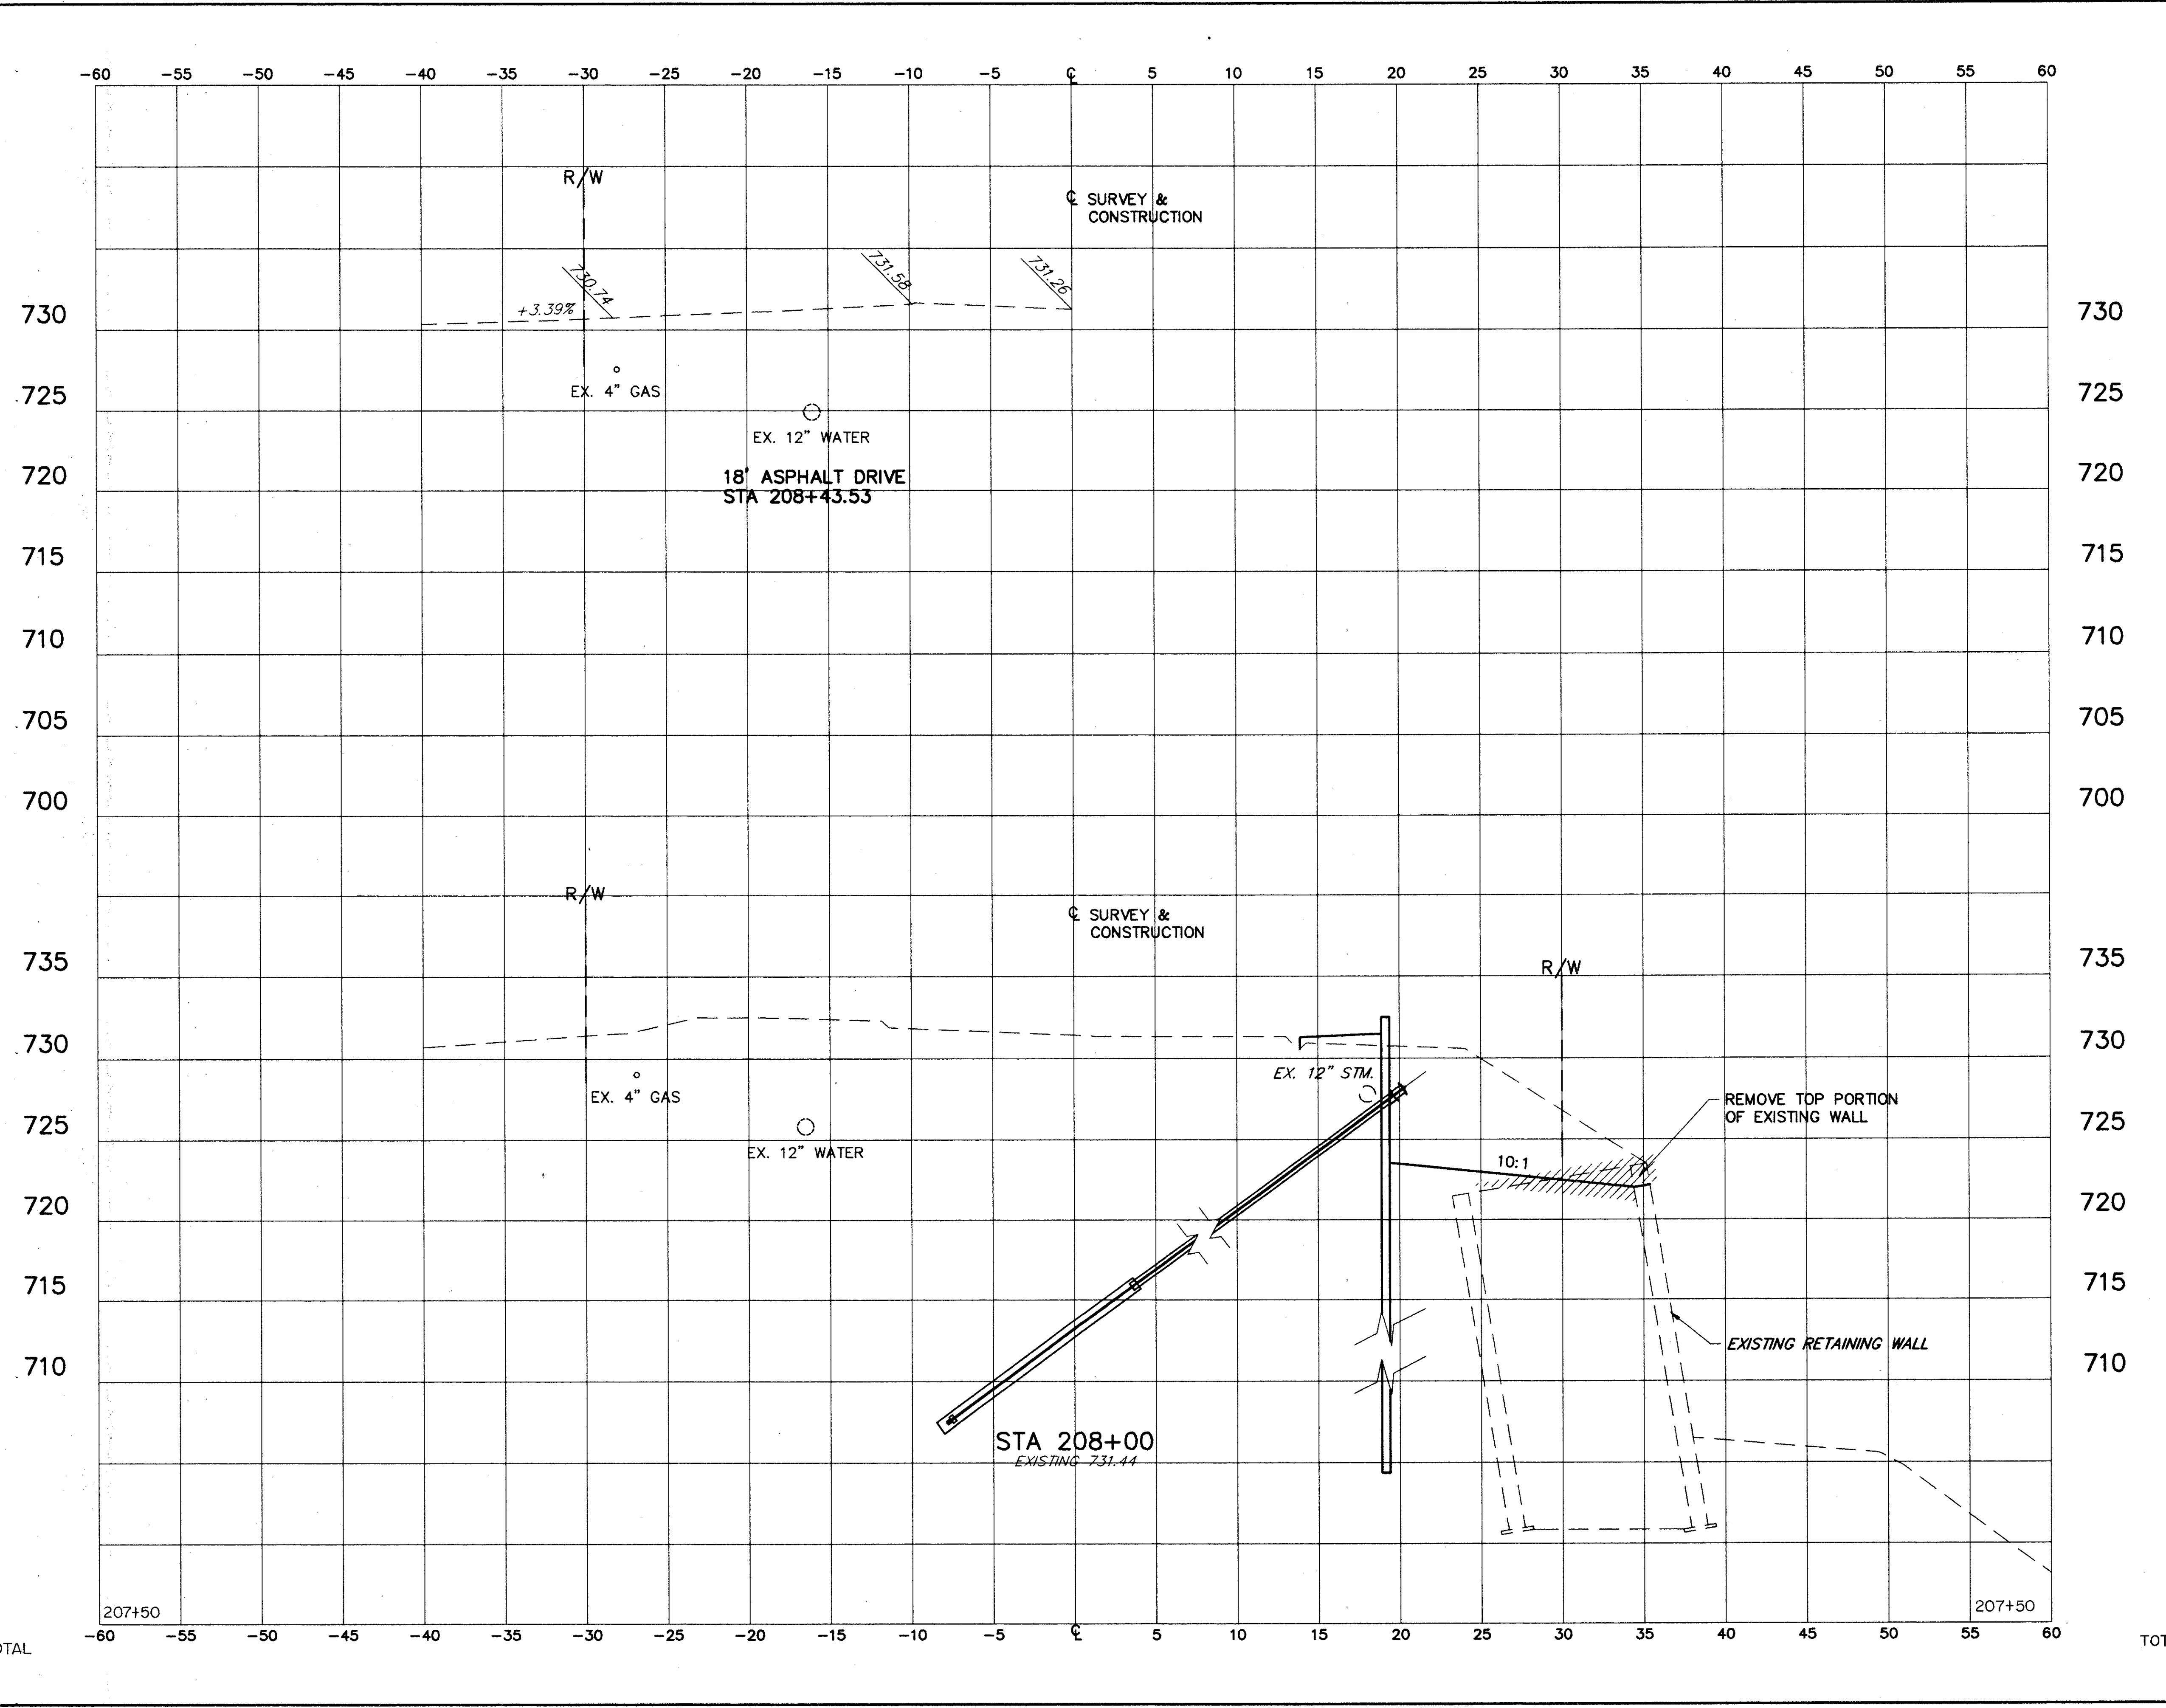 -60 -55 -50 -45 -40 -35 -30 -25 -20 -15 -10 -5 ℄ 5 10 15 20 25 30 35 40 45 50 55 60
R/W
℄ SURVEY &
CONSTRUCTION
730.74
731.58
731.26
+3.39%
730 730
EX. 4" GAS
725 725
EX. 12" WATER
18' ASPHALT DRIVE
STA 208+43.53
720 720
715 715
710 710
705 705
700 700
R/W
℄ SURVEY &
CONSTRUCTION
735 735
R/W
730 730
EX. 12" STM.
EX. 4" GAS
REMOVE TOP PORTION
OF EXISTING WALL
725 725
EX. 12" WATER
10:1
720 720
715 715
EXISTING RETAINING WALL
710 710
STA 208+00
EXISTING 731.44
207+50 207+50
-60 -55 -50 -45 -40 -35 -30 -25 -20 -15 -10 -5 ℄ 5 10 15 20 25 30 35 40 45 50 55 60
OTAL TOT